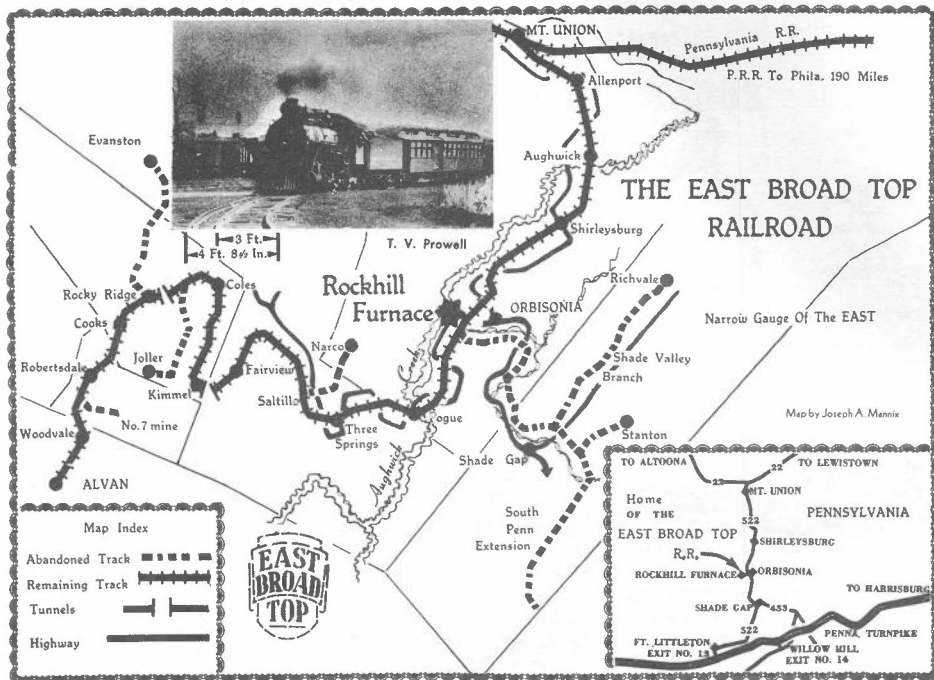 MT. UNION
Pennsylvania R.R.
P.R.R. To Phila. 190 Miles
Allenport
Evanston
Aughwick
THE EAST BROAD TOP
RAILROAD
3 Ft.
4 Ft. 8½ In.
T. V. Prowell
Shirleysburg
Rocky Ridge
Coles
Rockhill
Furnace
ORBISONIA
Richvale
Narrow Gauge Of The EAST
Cooks
Joller
Narco
Robertsdale
Kimmel
Fairview
Creek
Shade Valley
Branch
Saltillo
No. 7 mine
Woodvale
Three
Springs
Pogue
Map by Joseph A. Mannix
Stanton
Shade Gap
Aughwick
ALVAN
South
Penn
Extension
EAST
BROAD
TOP
Map Index
Abandoned Track
Remaining Track
Tunnels
Highway
TO ALTOONA
22
TO LEWISTOWN
22
MT. UNION
Home
OF THE
EAST BROAD TOP
R.R.
PENNSYLVANIA
522
SHIRLEYSBURG
ROCKHILL FURNACE
ORBISONIA
TO HARRISBURG
SHADE GAP
433
522
FT. LITTLETON
EXIT NO. 13
PENNA. TURNPIKE
WILLOW MILL
EXIT NO. 14